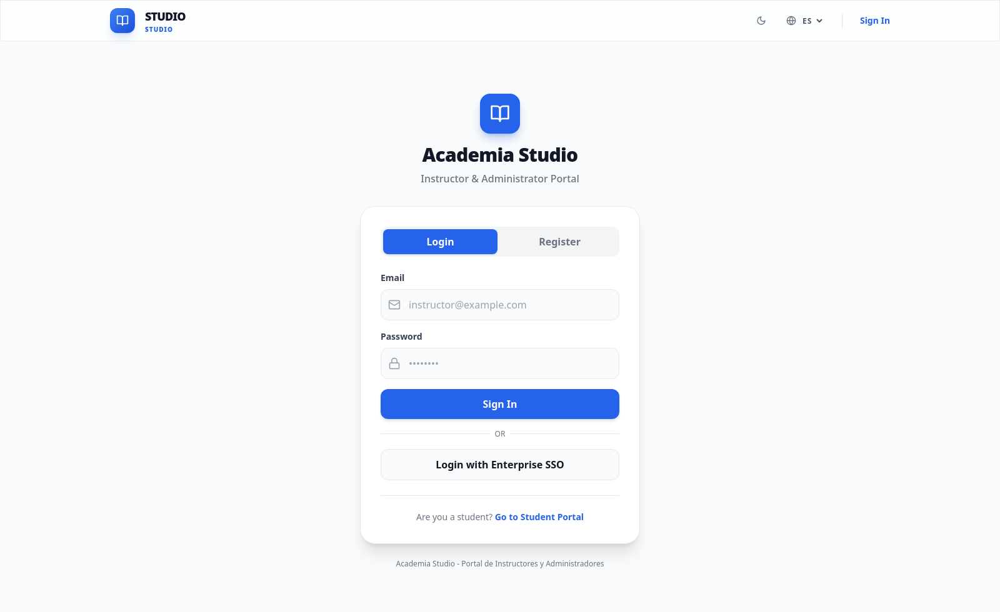 STUDIO
STUDIO
ES
Sign In
Academia Studio
Instructor & Administrator Portal
Login
Register
Email
instructor@example.com
Password
••••••••
Sign In
OR
Login with Enterprise SSO
Are you a student? Go to Student Portal
Academia Studio - Portal de Instructores y Administradores